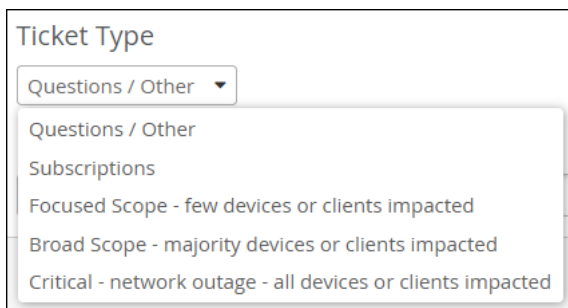 Ticket Type
Questions / Other
Questions / Other
Subscriptions
Focused Scope - few devices or clients impacted
Broad Scope - majority devices or clients impacted
Critical - network outage - all devices or clients impacted